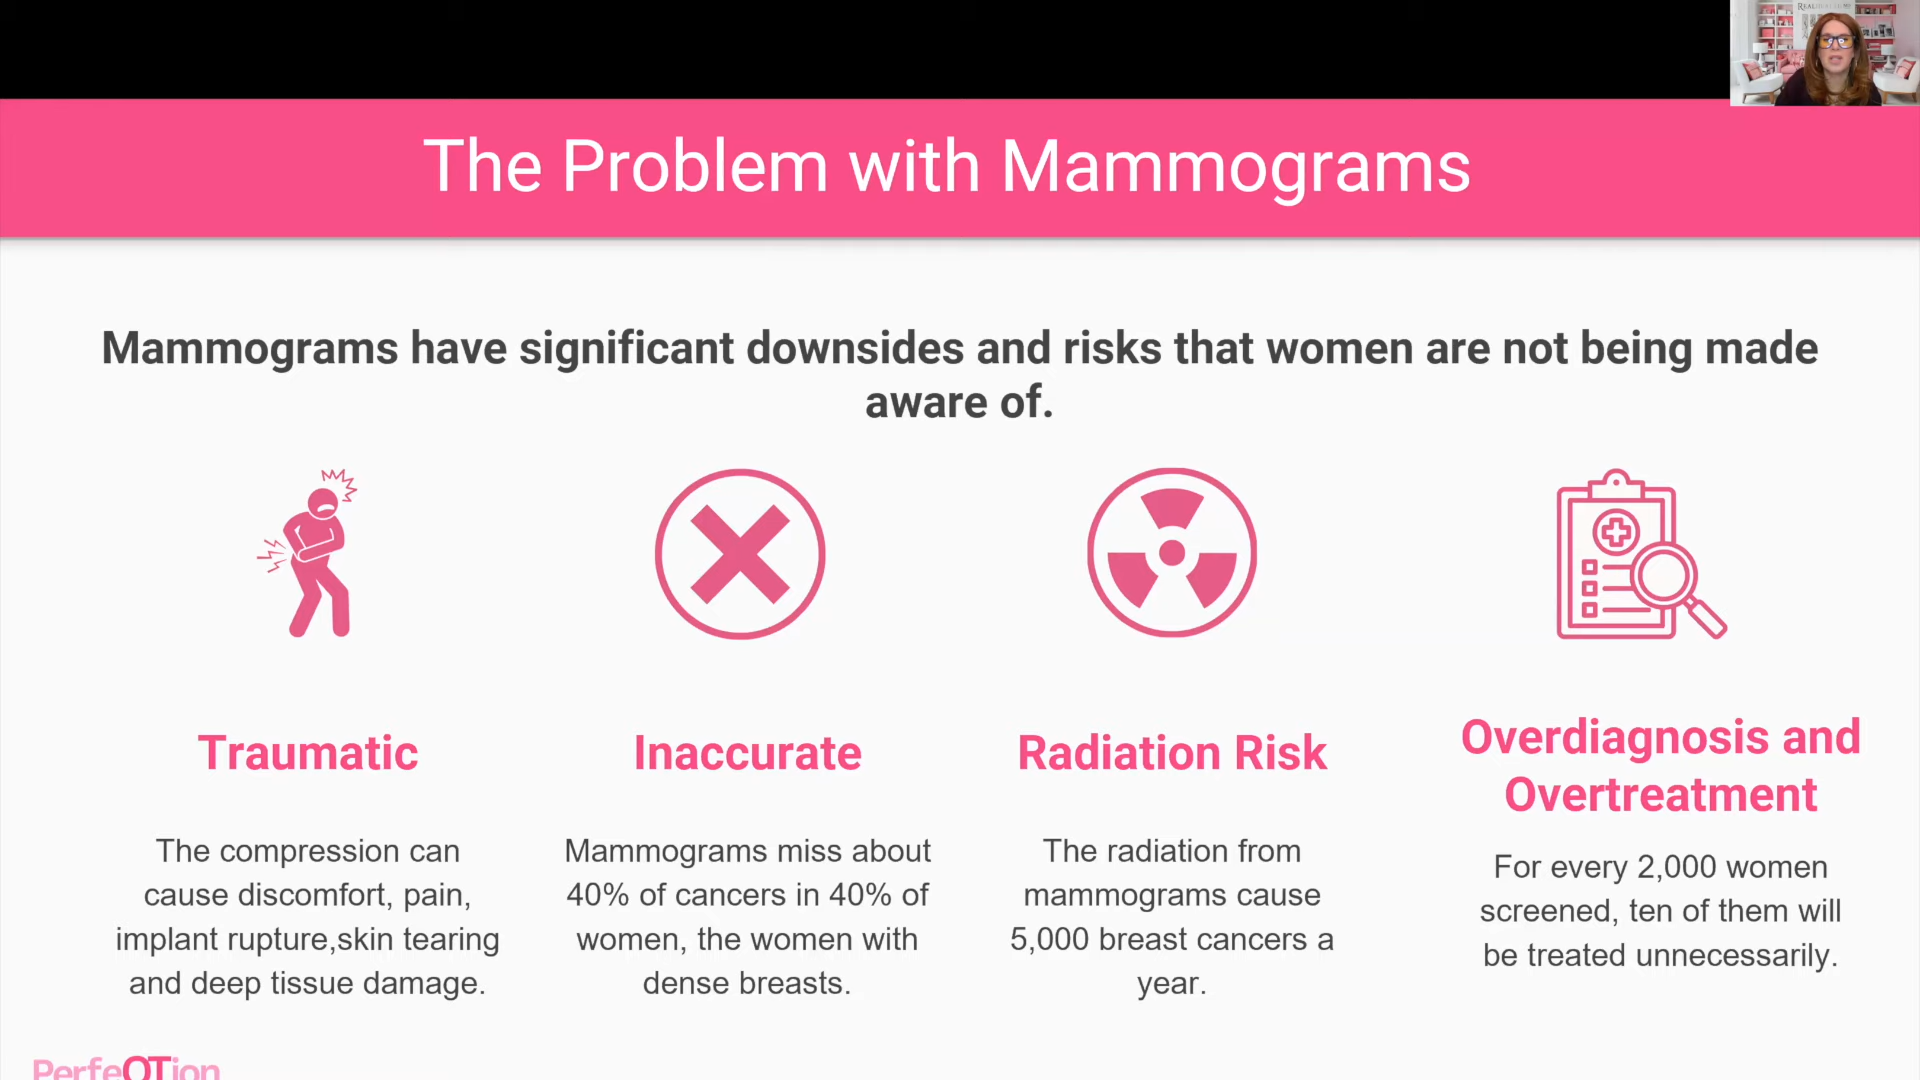 The Problem with Mammograms
Mammograms have significant downsides and risks that women are not being made
aware of.
Traumatic
The compression can
cause discomfort, pain,
implant rupture,skin tearing
and deep tissue damage.
Inaccurate
Mammograms miss about
40% of cancers in 40% of
women, the women with
dense breasts.
Radiation Risk
The radiation from
mammograms cause
5,000 breast cancers a
year.
Overdiagnosis and
Overtreatment
For every 2,000 women
screened, ten of them will
be treated unnecessarily.
PerfeQTion